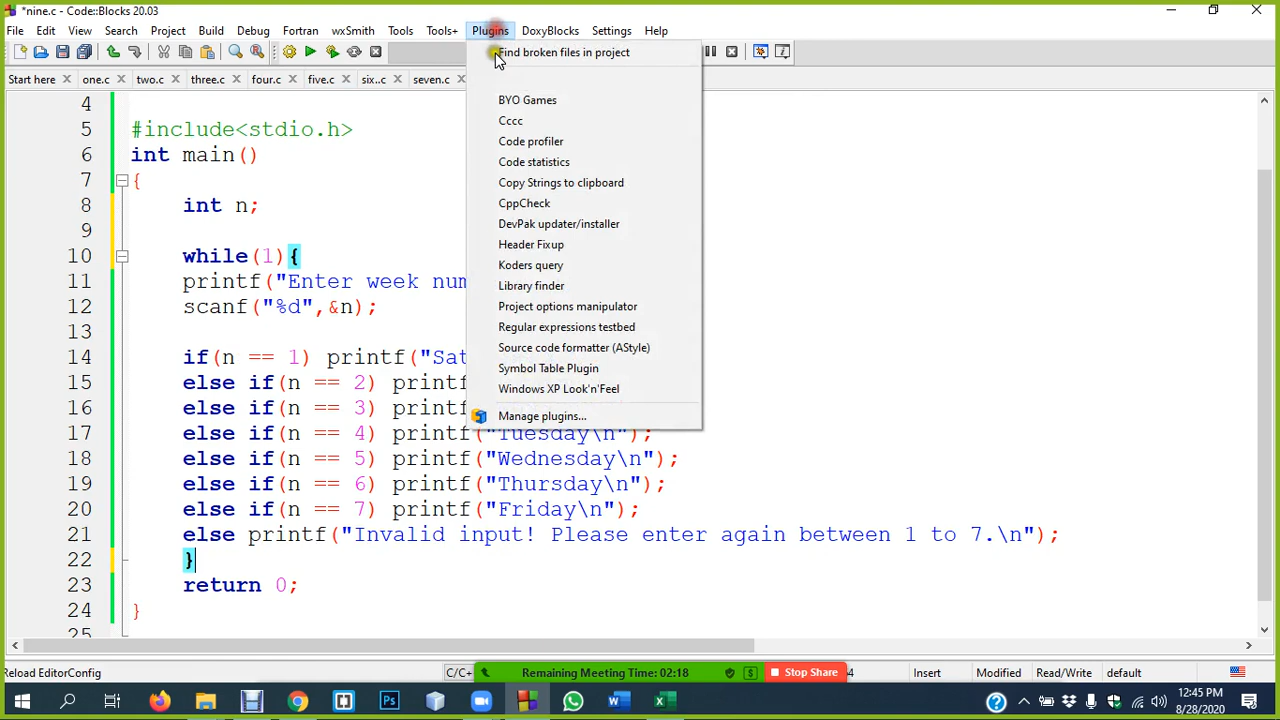 *nine.c - Code::Blocks 20.03
File Edit View Search Project Build Debug Fortran wxSmith Tools Tools+ Plugins DoxyBlocks Settings Help
Start here one.c two.c three.c four.c five.c six..c seven.c
Find broken files in project
BYO Games
Cccc
Code profiler
Code statistics
Copy Strings to clipboard
CppCheck
DevPak updater/installer
Header Fixup
Koders query
Library finder
Project options manipulator
Regular expressions testbed
Source code formatter (AStyle)
Symbol Table Plugin
Windows XP Look'n'Feel
Manage plugins...
4
5 #include<stdio.h>
6 int main()
7 {
8 int n;
9
10 while(1){
11 printf("Enter week num
12 scanf("%d",&n);
13
14 if(n == 1) printf("Sat
15 else if(n == 2) printf
16 else if(n == 3) printf
17 else if(n == 4) printf("Tuesday\n");
18 else if(n == 5) printf("Wednesday\n");
19 else if(n == 6) printf("Thursday\n");
20 else if(n == 7) printf("Friday\n");
21 else printf("Invalid input! Please enter again between 1 to 7.\n");
22 }
23 return 0;
24 }
25
Reload EditorConfig C/C+ Remaining Meeting Time: 02:18 Stop Share 4 Insert Modified Read/Write default
12:45 PM
8/28/2020